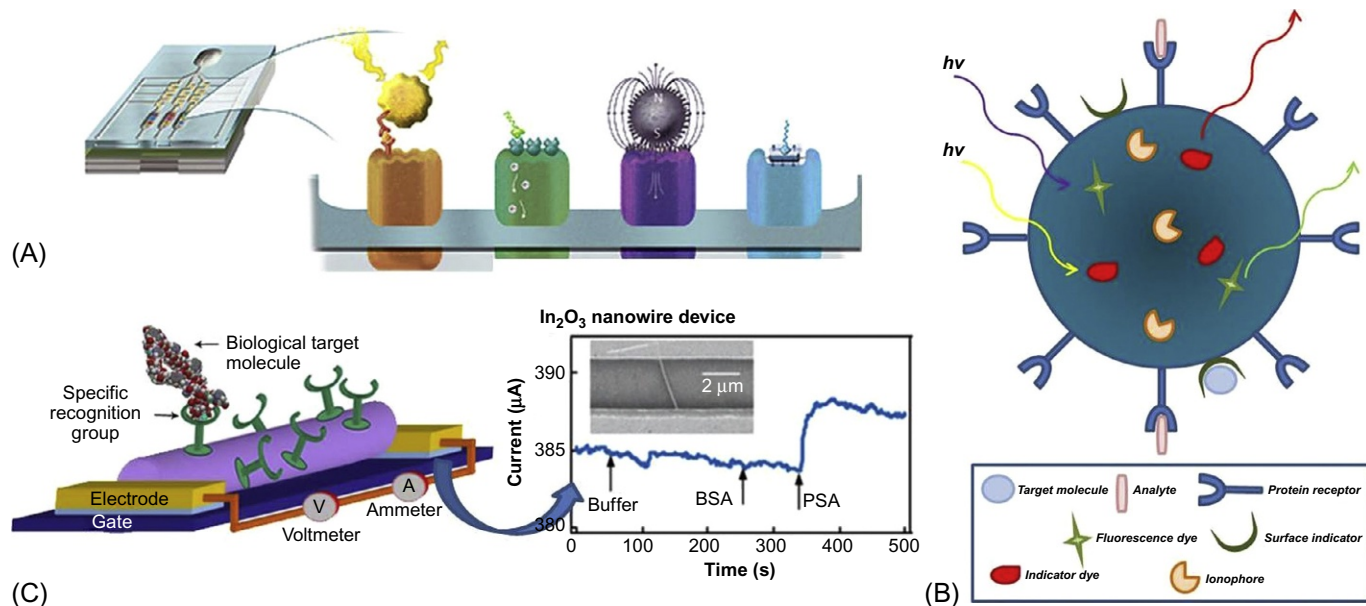 (A)
N
S
hv
hv
(B)
Biological target
molecule
Specific
recognition
group
Electrode
Gate
V
A
Voltmeter
Ammeter
(C)
In₂O₃ nanowire device
Current (µA)
390
385
380
2 µm
Buffer
BSA
PSA
0 100 200 300 400 500
Time (s)
Target molecule
Analyte
Protein receptor
Fluorescence dye
Surface indicator
Indicator dye
Ionophore